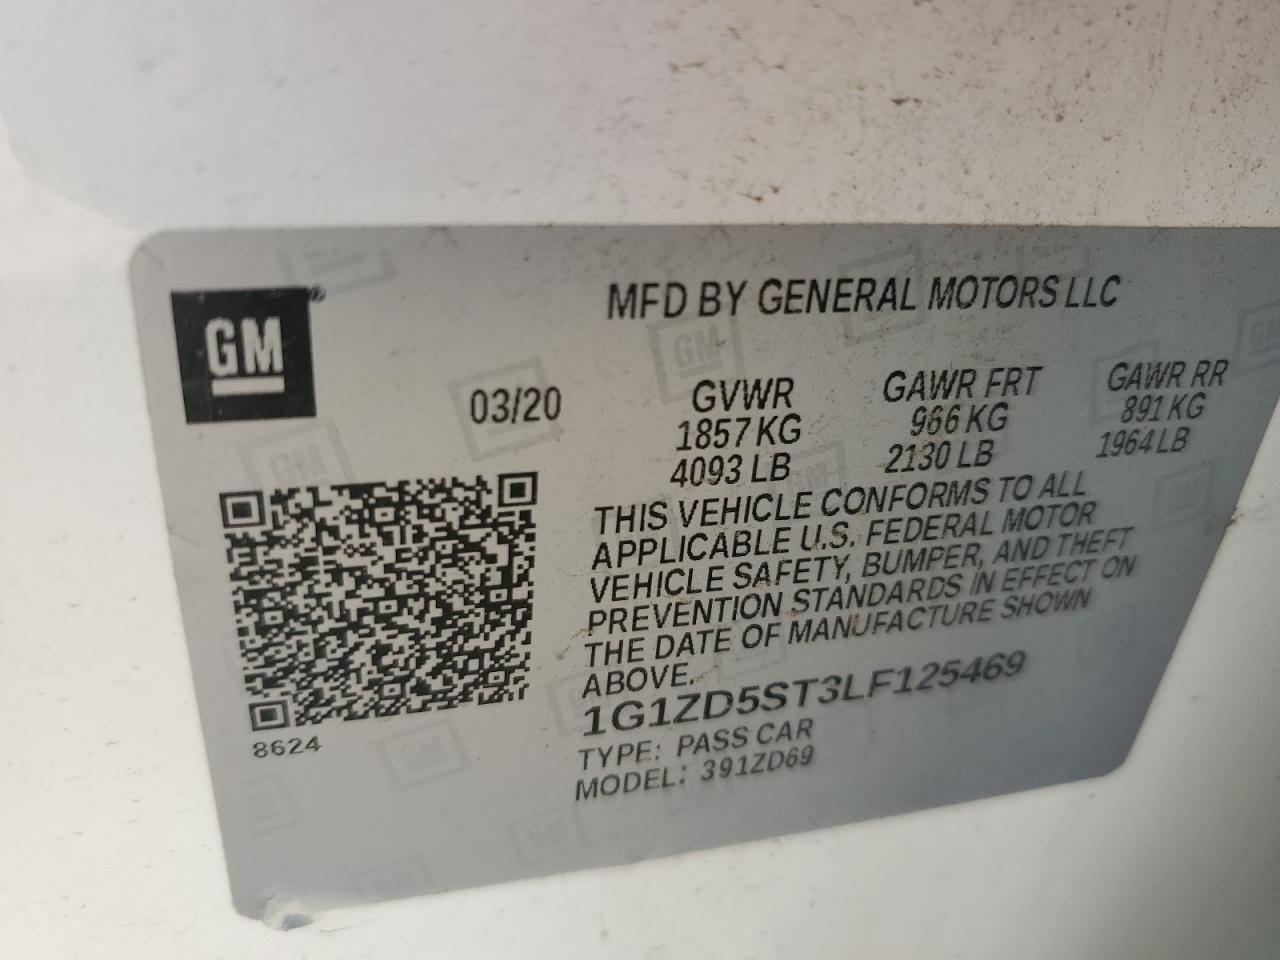 GM®
MFD BY GENERAL MOTORS LLC
03/20
GVWR GAWR FRT GAWR RR
1857 KG 966 KG 891 KG
4093 LB 2130 LB 1964 LB
THIS VEHICLE CONFORMS TO ALL
APPLICABLE U.S. FEDERAL MOTOR
VEHICLE SAFETY, BUMPER, AND THEFT
PREVENTION STANDARDS IN EFFECT ON
THE DATE OF MANUFACTURE SHOWN
ABOVE.
1G1ZD5ST3LF125469
TYPE: PASS CAR
MODEL: 391ZD69
8624